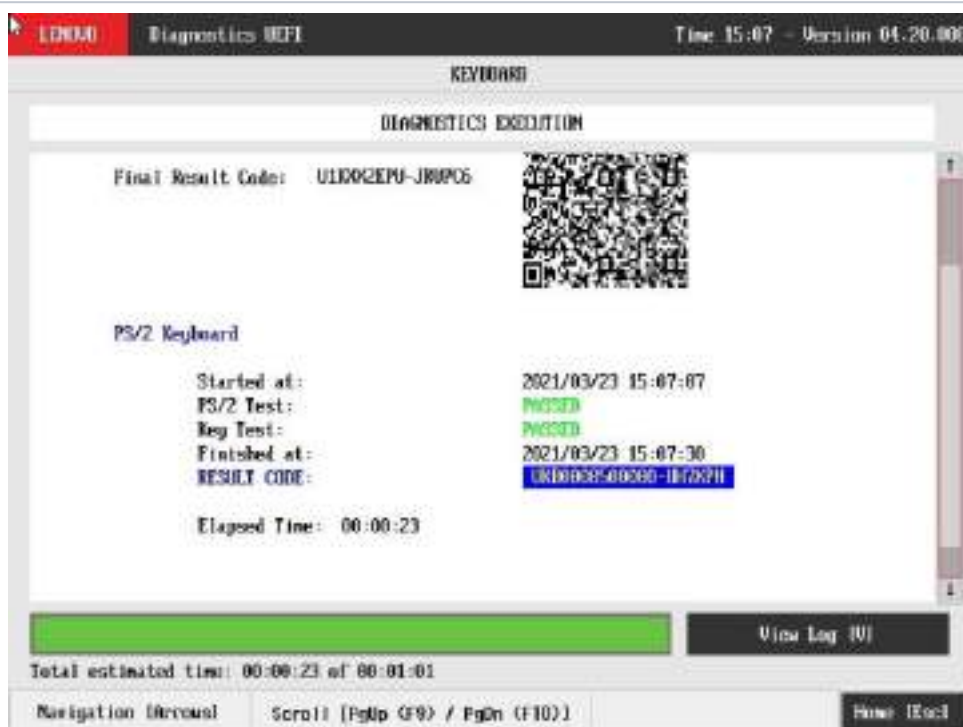 LENOVO Diagnostics UEFI Time 15:07 - Version 04.20.000
KEYBOARD
DIAGNOSTICS EXECUTION
Final Result Code:
PS/2 Keyboard
Started at: 2021/03/23 15:07:07
PS/2 Test: PASSED
Key Test: PASSED
Finished at: 2021/03/23 15:07:30
RESULT CODE:
Elapsed Time: 00:00:23
View Log [V]
Total estimated time: 00:00:23 of 00:01:01
Navigation [Arrows] Scroll [PgUp (F9) / PgDn (F10)] Home [Esc]